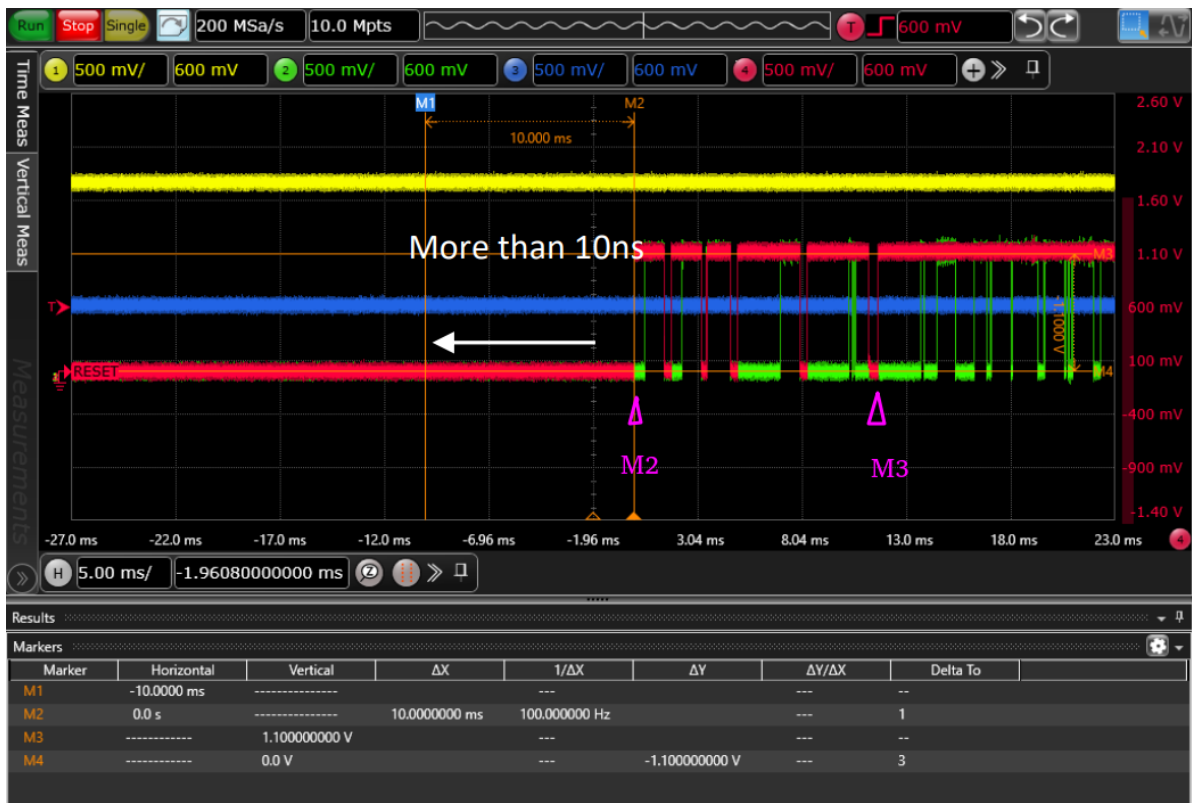 Run Stop Single 200 MSa/s 10.0 Mpts T 600 mV
1 500 mV/ 600 mV 2 500 mV/ 600 mV 3 500 mV/ 600 mV 4 500 mV/ 600 mV
Time Meas
Vertical Meas
Measurements
M1 M2
10.000 ms
2.60 V
2.10 V
1.60 V
More than 10ns
1.10 V
M3
T
600 mV
-1.1000 V
100 mV
RESET
M4
-400 mV
M2 M3
-900 mV
-1.40 V
-27.0 ms -22.0 ms -17.0 ms -12.0 ms -6.96 ms -1.96 ms 3.04 ms 8.04 ms 13.0 ms 18.0 ms 23.0 ms 4
H 5.00 ms/ -1.96080000000 ms Z
Results
Markers
Marker Horizontal Vertical ΔX 1/ΔX ΔY ΔY/ΔX Delta To
M1 -10.0000 ms --------------- --- --- --
M2 0.0 s --------------- 10.0000000 ms 100.000000 Hz --- 1
M3 ------------ 1.100000000 V --- --- --
M4 ------------ 0.0 V --- -1.100000000 V --- 3